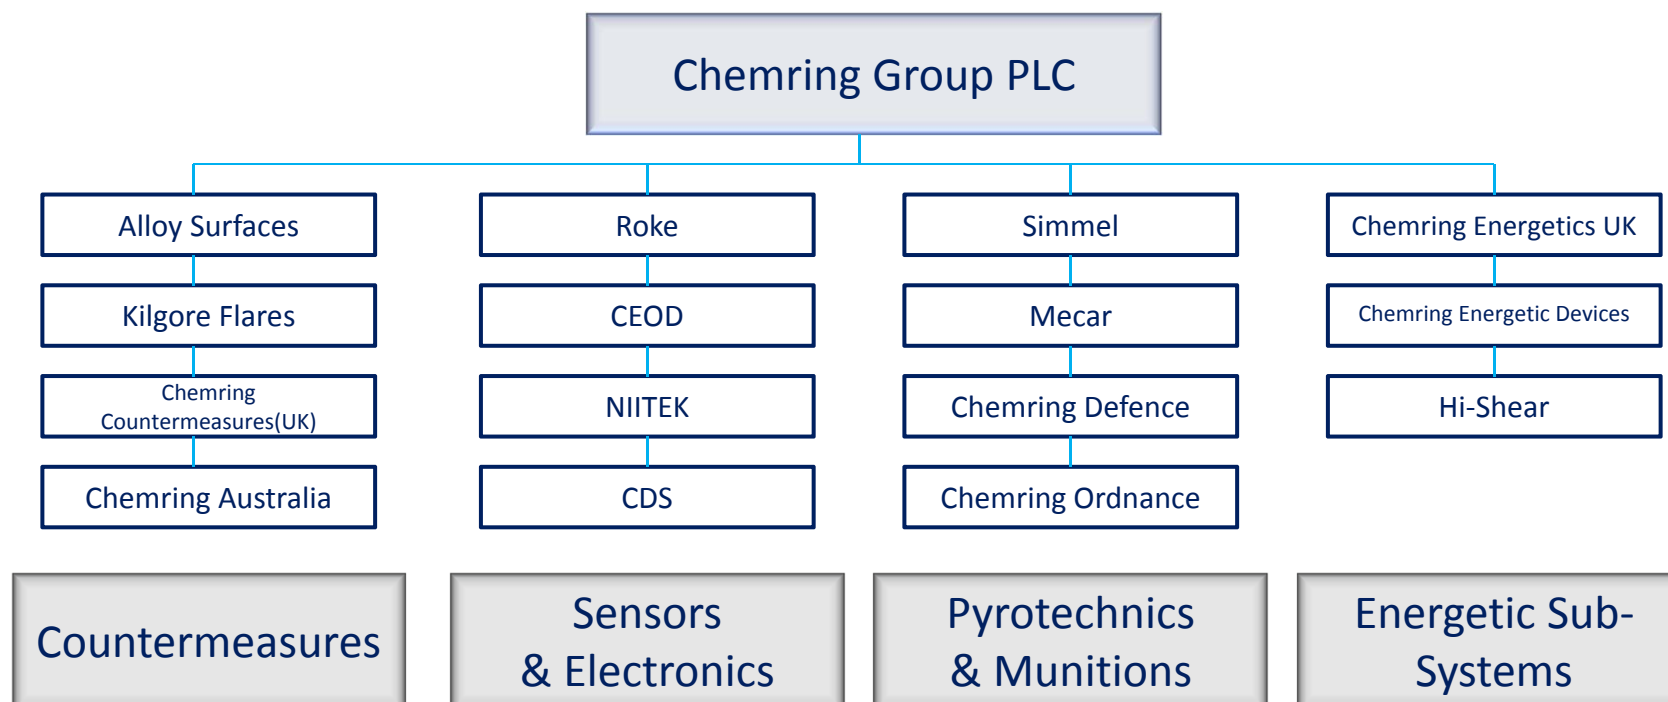 Chemring Group PLC
Alloy Surfaces
Kilgore Flares
Chemring
Countermeasures(UK)
Chemring Australia
Countermeasures
Roke
CEOD
NIITEK
CDS
Sensors
& Electronics
Simmel
Mecar
Chemring Defence
Chemring Ordnance
Pyrotechnics
& Munitions
Chemring Energetics UK
Chemring Energetic Devices
Hi-Shear
Energetic Sub-
Systems